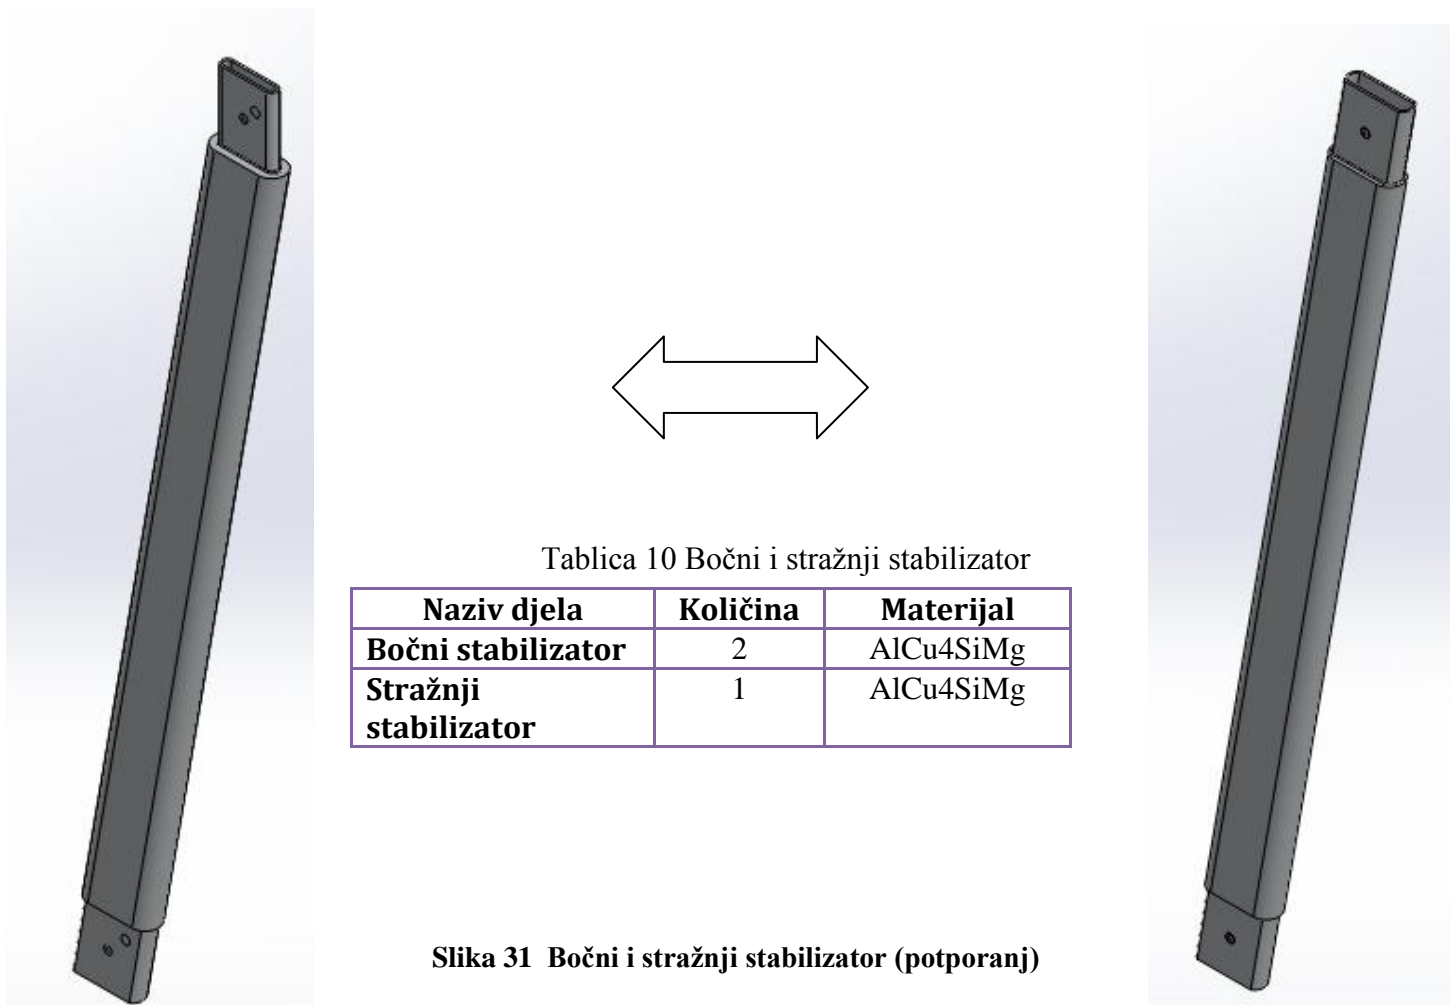 Tablica 10 Bočni i stražnji stabilizator
Naziv djela Količina Materijal
Bočni stabilizator 2 AlCu4SiMg
Stražnji 1 AlCu4SiMg
stabilizator
Slika 31 Bočni i stražnji stabilizator (potporanj)